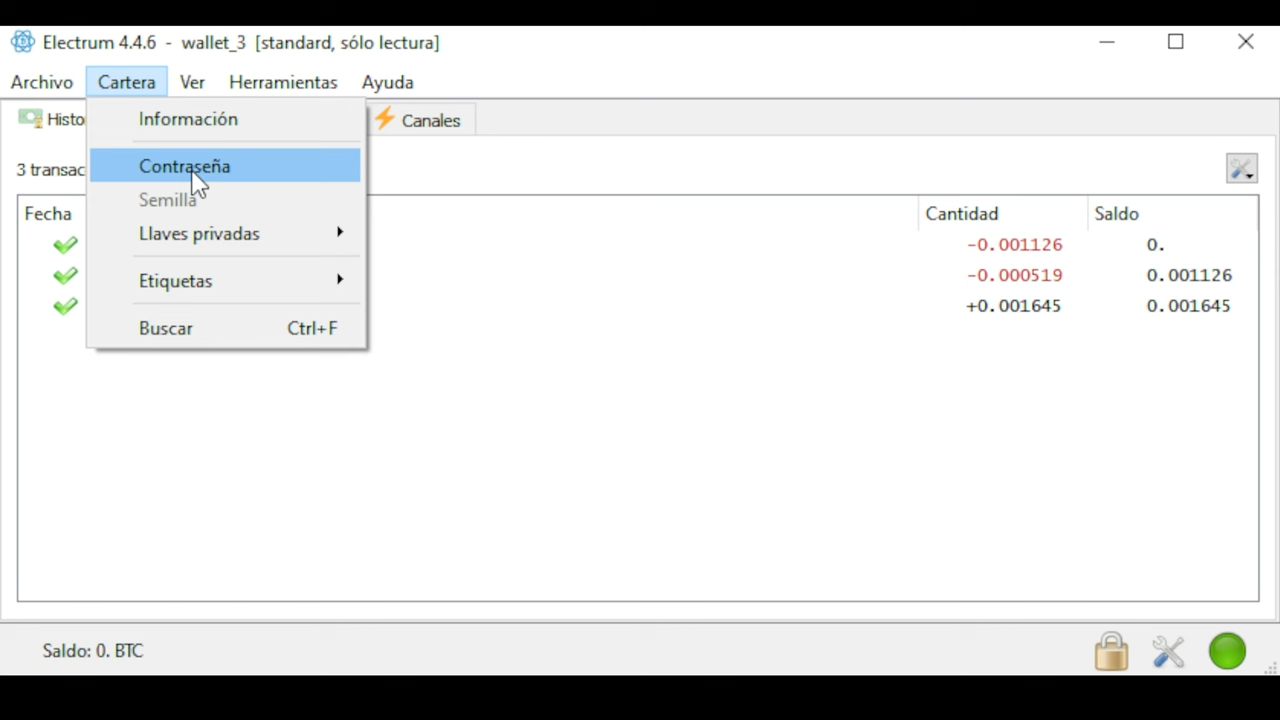 Electrum 4.4.6 - wallet_3 [standard, sólo lectura]
Archivo Cartera Ver Herramientas Ayuda
Histo
Canales
Información
Contraseña
Semilla
Llaves privadas
Etiquetas
Buscar Ctrl+F
3 transac
Fecha Cantidad Saldo
-0.001126 0.
-0.000519 0.001126
+0.001645 0.001645
Saldo: 0. BTC